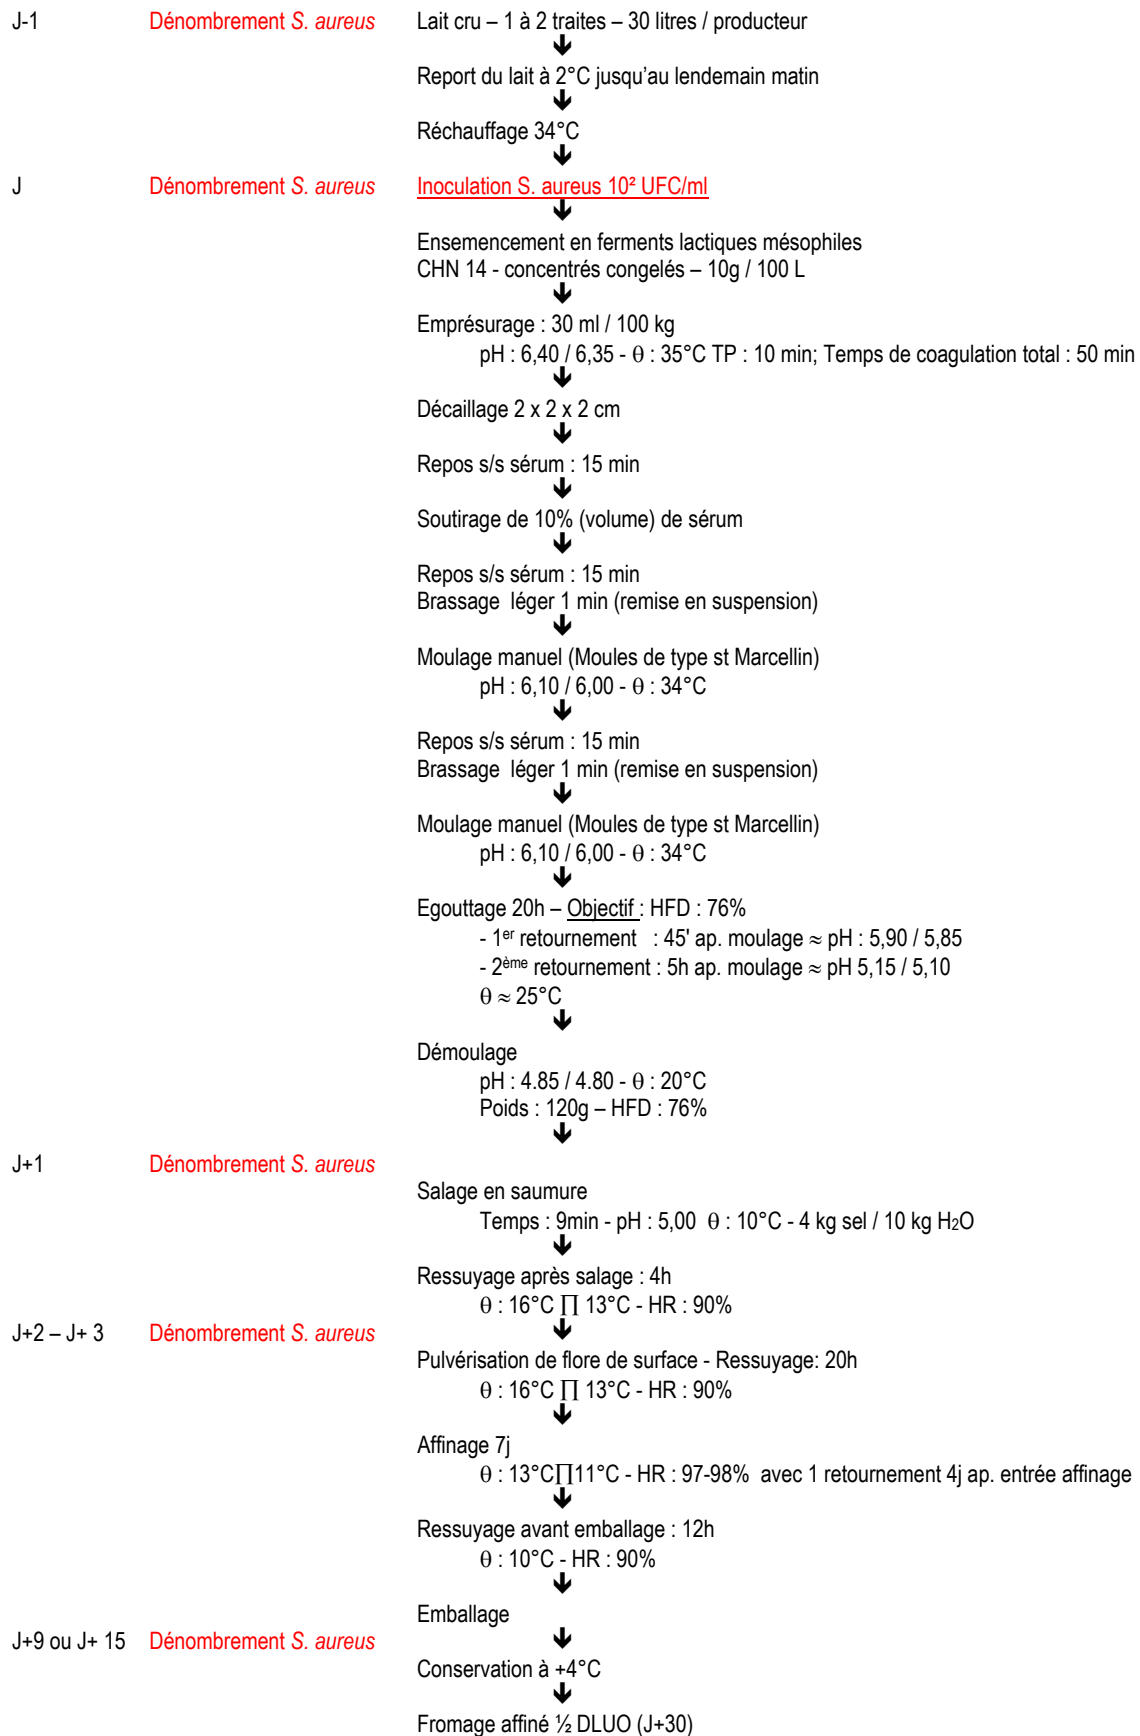 J-1 Dénombrement S. aureus Lait cru – 1 à 2 traites – 30 litres / producteur
Report du lait à 2°C jusqu'au lendemain matin
Réchauffage 34°C
J Dénombrement S. aureus Inoculation S. aureus 10² UFC/ml
Ensemencement en ferments lactiques mésophiles
CHN 14 - concentrés congelés – 10g / 100 L
Emprésurage : 30 ml / 100 kg
pH : 6,40 / 6,35 - θ : 35°C TP : 10 min; Temps de coagulation total : 50 min
Décaillage 2 x 2 x 2 cm
Repos s/s sérum : 15 min
Soutirage de 10% (volume) de sérum
Repos s/s sérum : 15 min
Brassage léger 1 min (remise en suspension)
Moulage manuel (Moules de type st Marcellin)
pH : 6,10 / 6,00 - θ : 34°C
Repos s/s sérum : 15 min
Brassage léger 1 min (remise en suspension)
Moulage manuel (Moules de type st Marcellin)
pH : 6,10 / 6,00 - θ : 34°C
Egouttage 20h – Objectif : HFD : 76%
- 1er retournement : 45' ap. moulage ≈ pH : 5,90 / 5,85
- 2ème retournement : 5h ap. moulage ≈ pH 5,15 / 5,10
θ ≈ 25°C
Démoulage
pH : 4.85 / 4.80 - θ : 20°C
Poids : 120g – HFD : 76%
J+1 Dénombrement S. aureus
Salage en saumure
Temps : 9min - pH : 5,00 θ : 10°C - 4 kg sel / 10 kg H2O
Ressuyage après salage : 4h
θ : 16°C ∏ 13°C - HR : 90%
J+2 – J+ 3 Dénombrement S. aureus
Pulvérisation de flore de surface - Ressuyage: 20h
θ : 16°C ∏ 13°C - HR : 90%
Affinage 7j
θ : 13°C∏11°C - HR : 97-98% avec 1 retournement 4j ap. entrée affinage
Ressuyage avant emballage : 12h
θ : 10°C - HR : 90%
Emballage
J+9 ou J+ 15 Dénombrement S. aureus
Conservation à +4°C
Fromage affiné ½ DLUO (J+30)